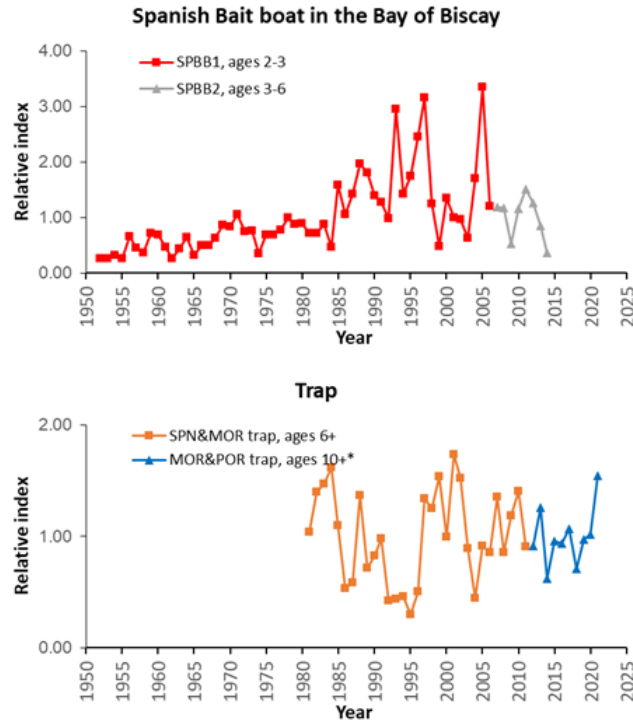 Spanish Bait boat in the Bay of Biscay
4.00
3.00
2.00
1.00
0.00
Relative index
SPBB1, ages 2-3
SPBB2, ages 3-6
1950 1955 1960 1965 1970 1975 1980 1985 1990 1995 2000 2005 2010 2015 2020 2025
Year
Trap
2.00
1.00
0.00
Relative index
SPN&MOR trap, ages 6+
MOR&POR trap, ages 10+*
1950 1955 1960 1965 1970 1975 1980 1985 1990 1995 2000 2005 2010 2015 2020 2025
Year